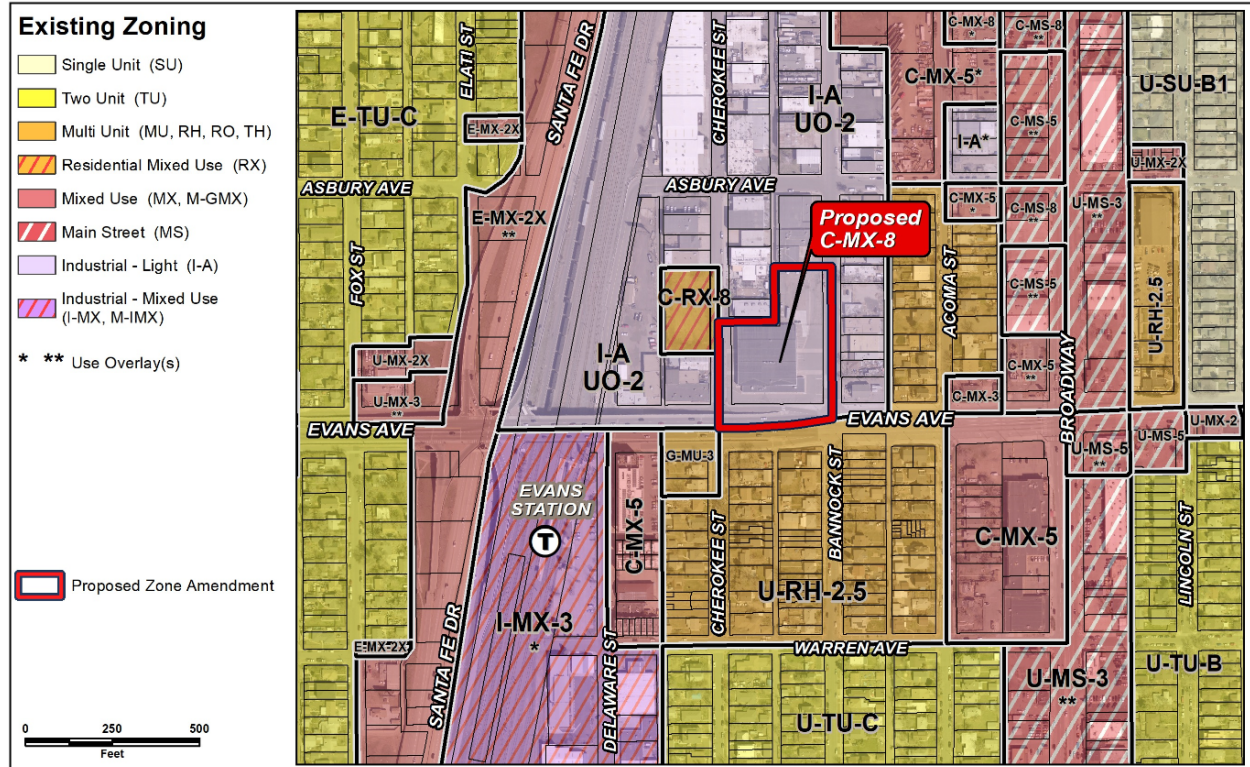 Existing Zoning
Single Unit (SU)
Two Unit (TU)
Multi Unit (MU, RH, RO, TH)
Residential Mixed Use (RX)
Mixed Use (MX, M-GMX)
Main Street (MS)
Industrial - Light (I-A)
Industrial - Mixed Use
(I-MX, M-IMX)
* ** Use Overlay(s)
Proposed Zone Amendment
0 250 500
Feet
ELATI ST
SANTA FE DR
CHEROKEE ST
C-MX-8
*
C-MS-8
**
C-MX-5*
U-SU-B1
E-TU-C
I-A
UO-2
C-MS-5
**
E-MX-2X
I-A*
U-MX-2X
ASBURY AVE
ASBURY AVE
E-MX-2X
**
C-MX-5
*
C-MS-8
**
U-MS-3
**
Proposed
C-MX-8
FOX ST
ACOMA ST
C-RX-8
C-MS-5
**
U-RH-2.5
I-A
UO-2
U-MX-2X
C-MX-5
**
U-MX-3
**
C-MX-3
BROADWAY
EVANS AVE
EVANS AVE
U-MX-2
U-MS-5
U-MS-5
**
G-MU-3
EVANS
STATION
T
C-MX-5
CHEROKEE ST
BANNOCK ST
C-MX-5
LINCOLN ST
U-RH-2.5
I-MX-3
*
WARREN AVE
E-MX-2X
SANTA FE DR
DELAWARE ST
U-MS-3
**
U-TU-B
U-TU-C